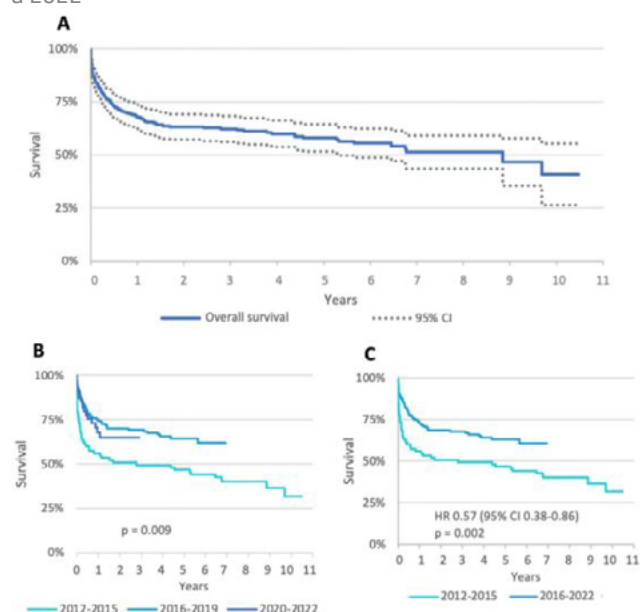 a 2022
A
100%
75%
50%
25%
0%
Survival
0 1 2 3 4 5 6 7 8 9 10 11
Years
Overall survival 95% CI
B
100%
75%
50%
25%
0%
Survival
p = 0.009
0 1 2 3 4 5 6 7 8 9 10 11
Years
2012-2015 2016-2019 2020-2022
C
100%
75%
50%
25%
0%
Survival
HR 0.57 (95% CI 0.38-0.86)
p = 0.002
0 1 2 3 4 5 6 7 8 9 10 11
Years
2012-2015 2016-2022